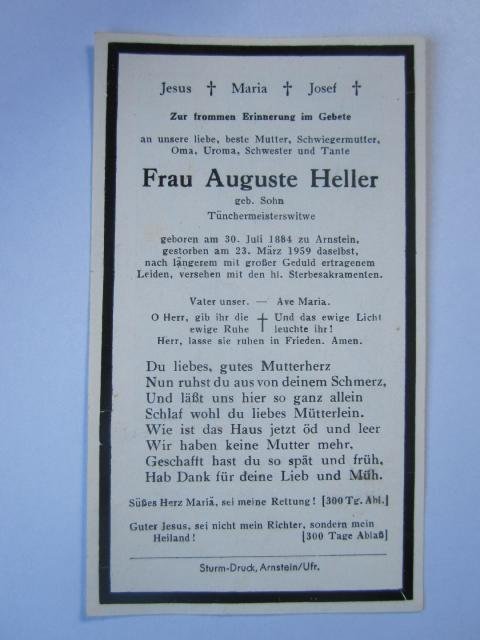 Jesus † Maria † Josef †
Zur frommen Erinnerung im Gebete
an unsere liebe, beste Mutter, Schwiegermutter,
Oma, Uroma, Schwester und Tante
Frau Auguste Heller
geb. Sohn
Tünchermeisterswitwe
geboren am 30. Juli 1884 zu Arnstein,
gestorben am 23. März 1959 daselbst,
nach längerem mit großer Geduld ertragenem
Leiden, versehen mit den hl. Sterbesakramenten.
Vater unser. — Ave Maria.
O Herr, gib ihr die † Und das ewige Licht
ewige Ruhe leuchte ihr!
Herr, lasse sie ruhen in Frieden. Amen.
Du liebes, gutes Mutterherz
Nun ruhst du aus von deinem Schmerz,
Und läßt uns hier so ganz allein
Schlaf wohl du liebes Mütterlein.
Wie ist das Haus jetzt öd und leer
Wir haben keine Mutter mehr.
Geschafft hast du so spät und früh,
Hab Dank für deine Lieb und Müh.
Süßes Herz Mariä, sei meine Rettung! [300 Tg. Abl.]
Guter Jesus, sei nicht mein Richter, sondern mein
Heiland! [300 Tage Ablaß]
Sturm-Druck, Arnstein/Ufr.